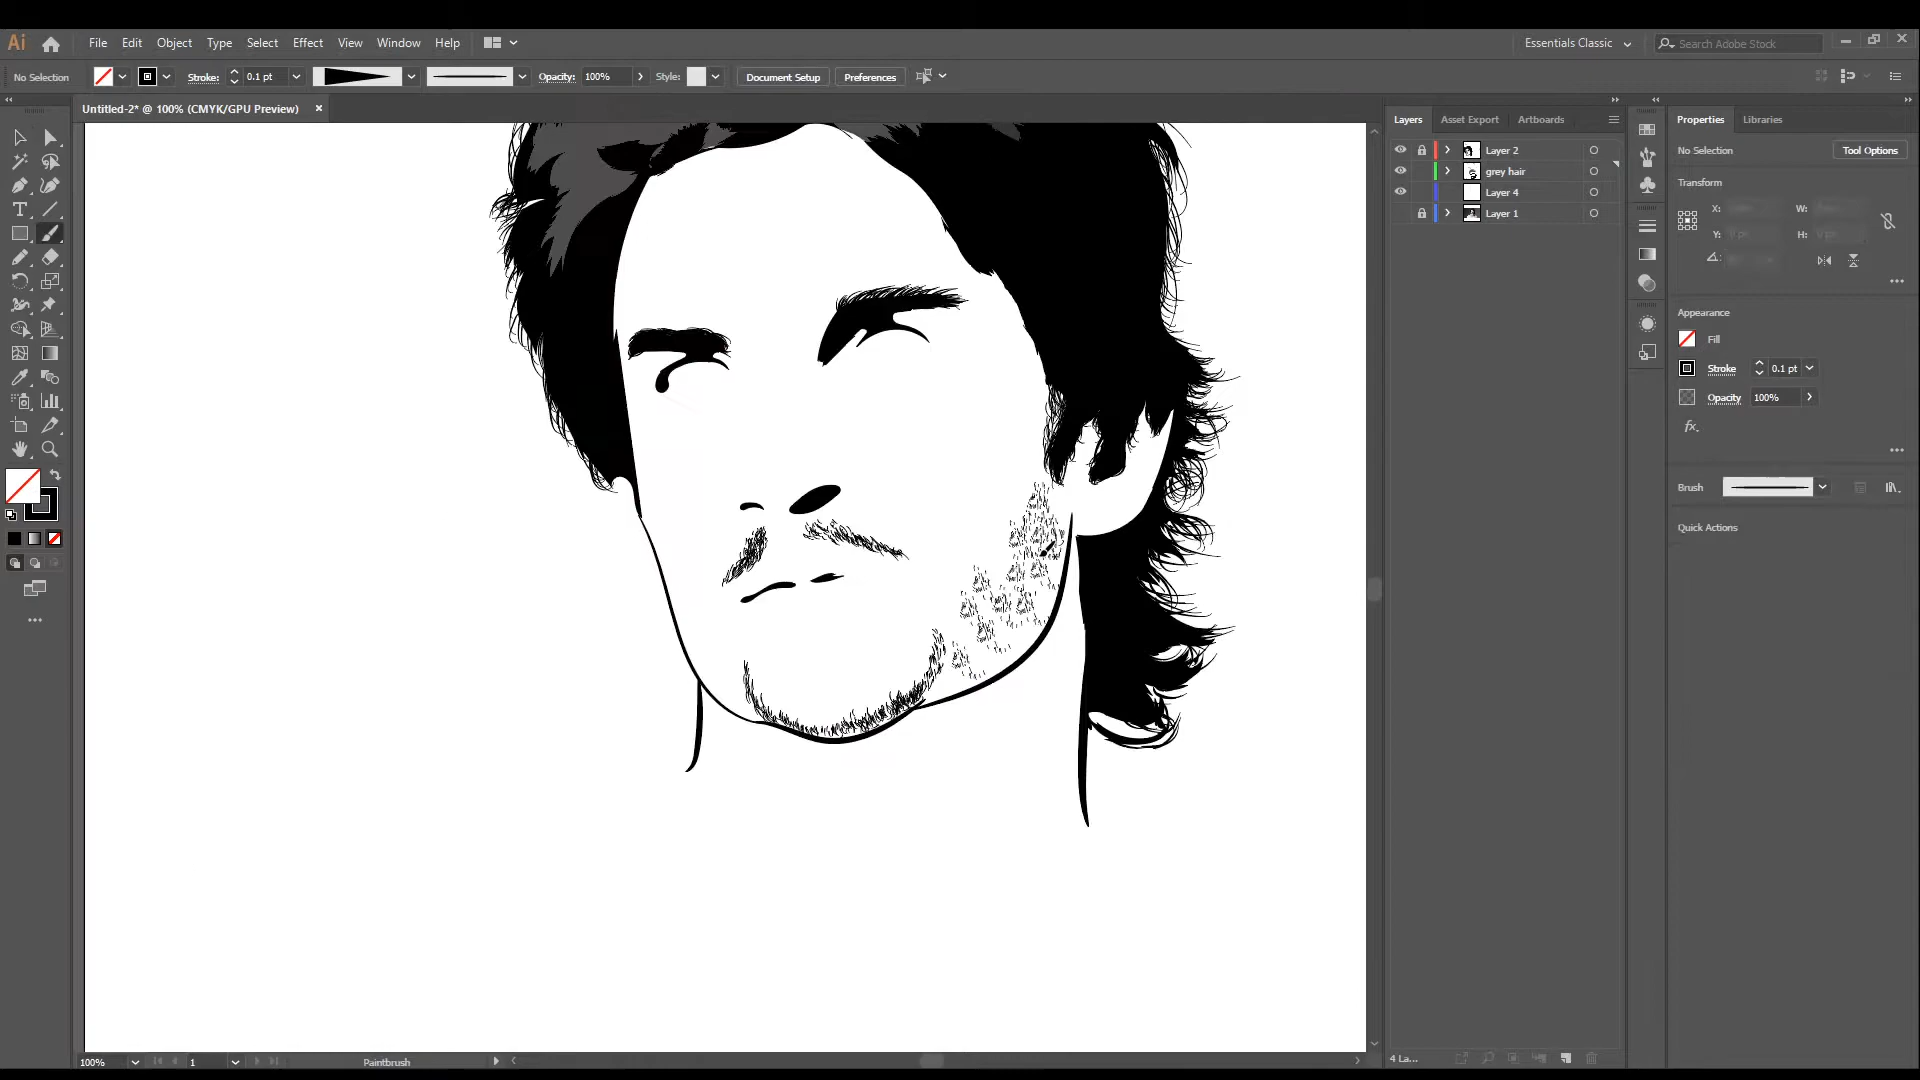 Ai File Edit Object Type Select Effect View Window Help Essentials Classic Search Adobe Stock
No Selection Stroke: 0.1 pt Opacity: 100% Style: Document Setup Preferences
Untitled-2* @ 100% (CMYK/GPU Preview) ×
Layers Asset Export Artboards
Layer 2
grey hair
Layer 4
Layer 1
Properties Libraries
No Selection Tool Options
Transform
X: W:
Y: H:
Appearance
Fill
Stroke 0.1 pt
Opacity 100%
fx.
Brush
Quick Actions
100% 1 Paintbrush
4 La...